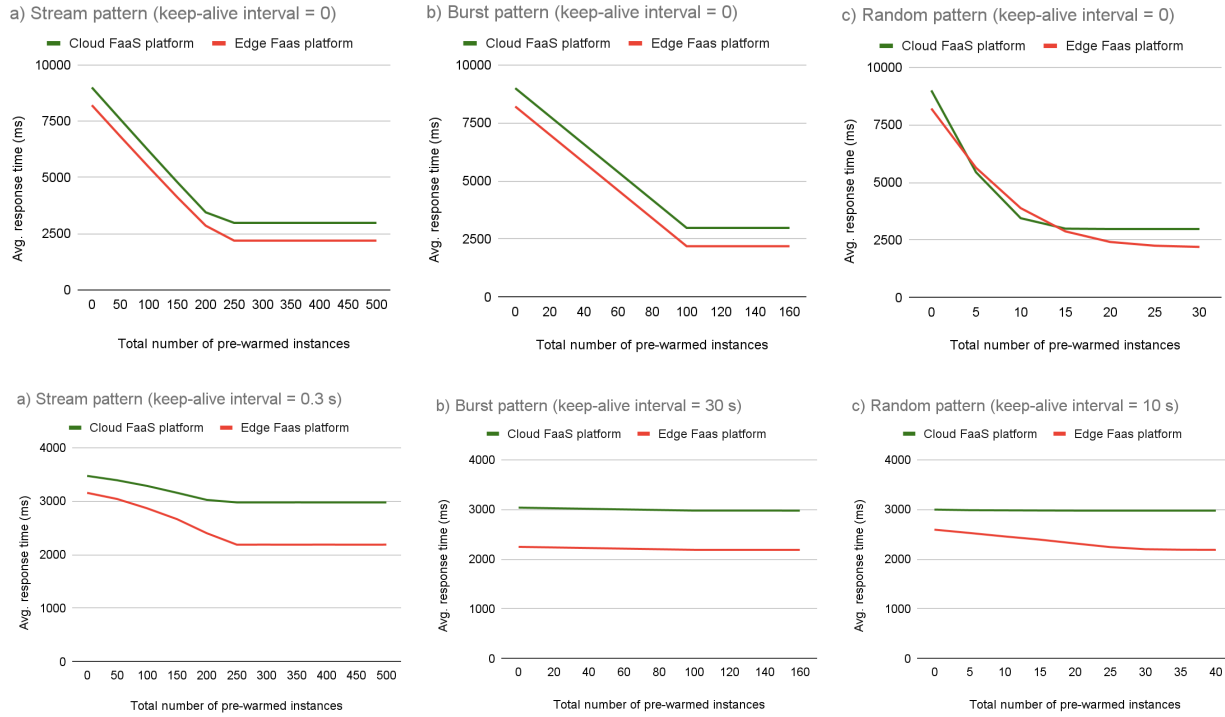 a) Stream pattern (keep-alive interval = 0)
Cloud FaaS platform Edge Faas platform
Avg. response time (ms)
10000
7500
5000
2500
0
0 50 100 150 200 250 300 350 400 450 500
Total number of pre-warmed instances
b) Burst pattern (keep-alive interval = 0)
Cloud FaaS platform Edge Faas platform
Avg. response time (ms)
10000
7500
5000
2500
0
0 20 40 60 80 100 120 140 160
Total number of pre-warmed instances
c) Random pattern (keep-alive interval = 0)
Cloud FaaS platform Edge Faas platform
Avg. response time (ms)
10000
7500
5000
2500
0
0 5 10 15 20 25 30
Total number of pre-warmed instances
a) Stream pattern (keep-alive interval = 0.3 s)
Cloud FaaS platform Edge Faas platform
Avg. response time (ms)
4000
3000
2000
1000
0
0 50 100 150 200 250 300 350 400 450 500
Total number of pre-warmed instances
b) Burst pattern (keep-alive interval = 30 s)
Cloud FaaS platform Edge Faas platform
Avg. response time (ms)
4000
3000
2000
1000
0
0 20 40 60 80 100 120 140 160
Total number of pre-warmed instances
c) Random pattern (keep-alive interval = 10 s)
Cloud FaaS platform Edge Faas platform
Avg. response time (ms)
4000
3000
2000
1000
0
0 5 10 15 20 25 30 35 40
Total number of pre-warmed instances